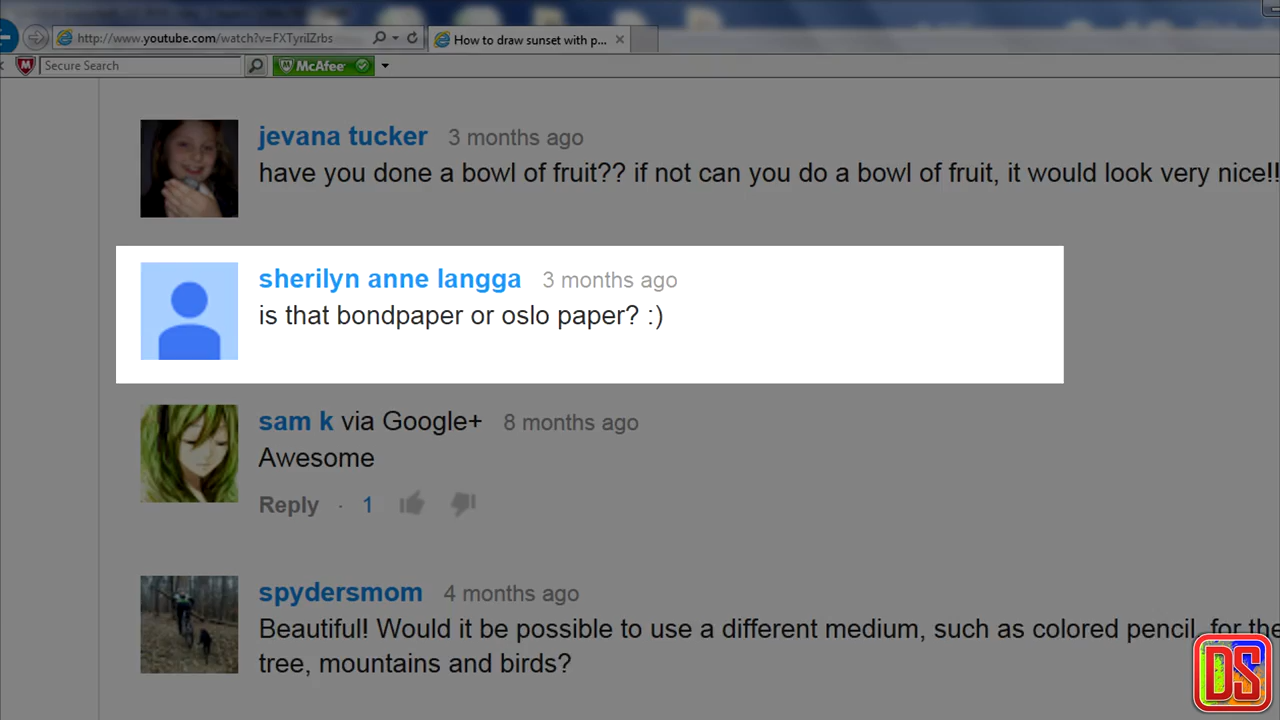 http://www.youtube.com/watch?v=FXTyriIZrbs
How to draw sunset with p...
Secure Search
McAfee
jevana tucker 3 months ago
have you done a bowl of fruit?? if not can you do a bowl of fruit, it would look very nice!!
sherilyn anne langga 3 months ago
is that bondpaper or oslo paper? :)
sam k via Google+ 8 months ago
Awesome
Reply · 1
spydersmom 4 months ago
Beautiful! Would it be possible to use a different medium, such as colored pencil, for the
tree, mountains and birds?
DS